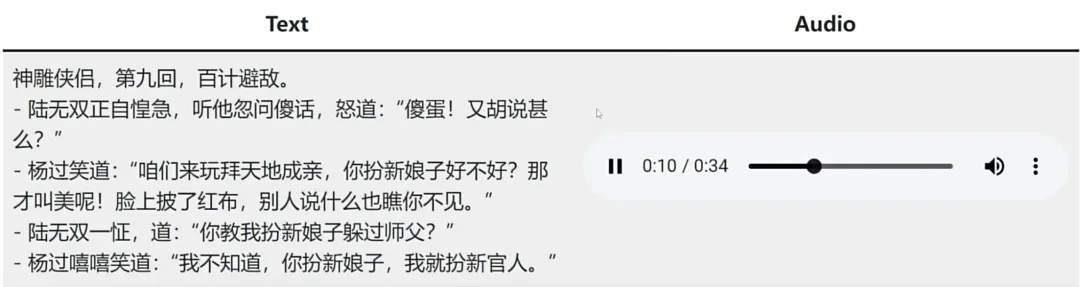 Text
Audio
神雕侠侣，第九回，百计避敌。
- 陆无双正自惶急，听他忽问傻话，怒道：“傻蛋！又胡说甚
么？”
- 杨过笑道：“咱们来玩拜天地成亲，你扮新娘子好不好？那
才叫美呢！脸上披了红布，别人说什么也瞧你不见。”
- 陆无双一怔，道：“你教我扮新娘子躲过师父？”
- 杨过嘻嘻笑道：“我不知道，你扮新娘子，我就扮新官人。”
0:10 / 0:34